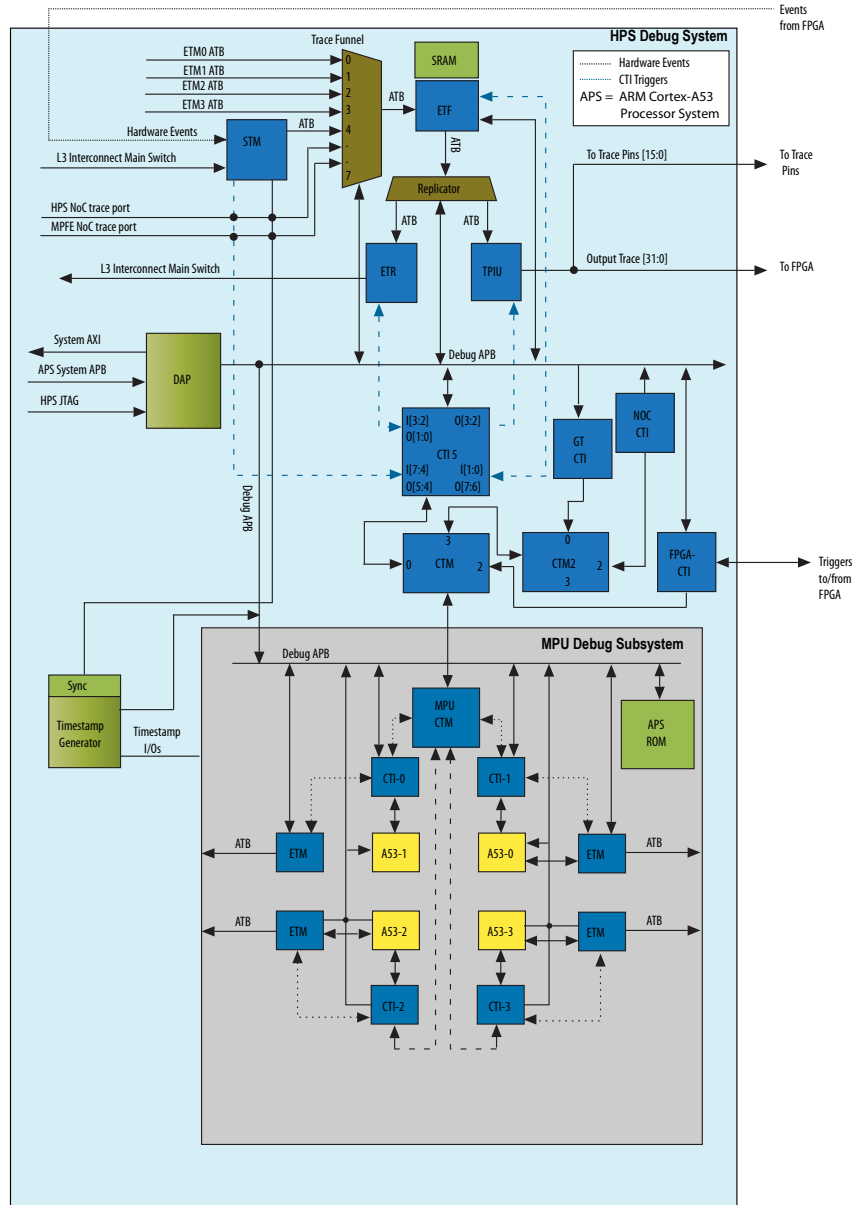 Events
from FPGA
HPS Debug System
Hardware Events
CTI Triggers
APS = ARM Cortex-A53
Processor System
Trace Funnel
ETM0 ATB
ETM1 ATB
ETM2 ATB
ETM3 ATB
0
1
2
3
4
.
.
7
ATB
SRAM
ETF
Hardware Events
ATB
STM
L3 Interconnect Main Switch
ATB
Replicator
To Trace Pins [15:0]
To Trace
Pins
HPS NoC trace port
MPFE NoC trace port
ATB
ATB
ETR
TPIU
L3 Interconnect Main Switch
Output Trace [31:0]
To FPGA
System AXI
APS System APB
HPS JTAG
DAP
Debug APB
I[3:2]
O[3:2]
O[1:0]
CTI 5
I[7:4]
I[1:0]
O[5:4]
O[7:6]
GT
CTI
NOC
CTI
Debug APB
3
0
CTM
2
0
CTM2
2
3
FPGA-
CTI
Triggers
to/from
FPGA
MPU Debug Subsystem
Debug APB
Sync
Timestamp
Generator
Timestamp
I/Os
MPU
CTM
APS
ROM
CTI-0
CTI-1
ATB
ETM
A53-1
A53-0
ETM
ATB
ATB
ETM
A53-2
A53-3
ETM
ATB
CTI-2
CTI-3